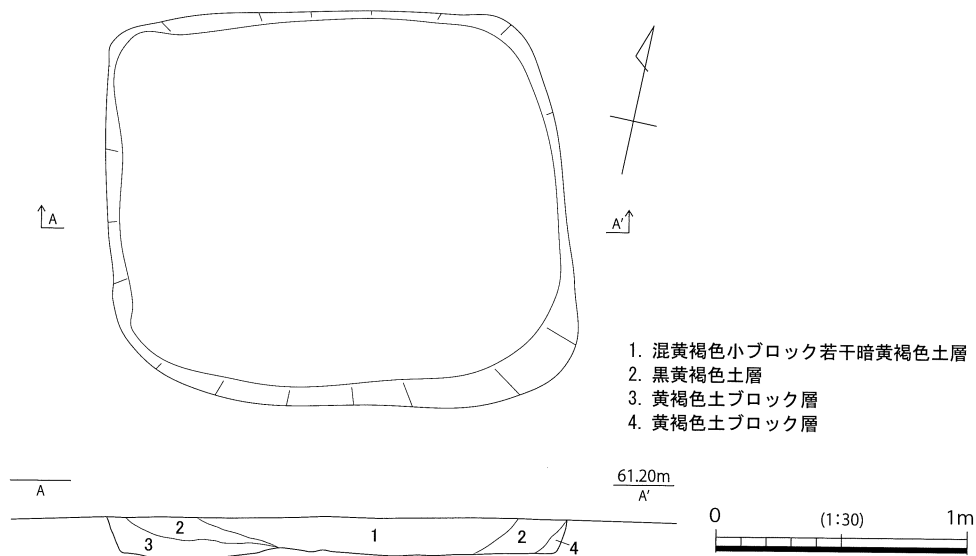 A
A'
1. 混黄褐色小ブロック若干暗黄褐色土層
2. 黒黄褐色土層
3. 黄褐色土ブロック層
4. 黄褐色土ブロック層
A
61.20m
A'
2
1
2
3
4
0
(1:30)
1m